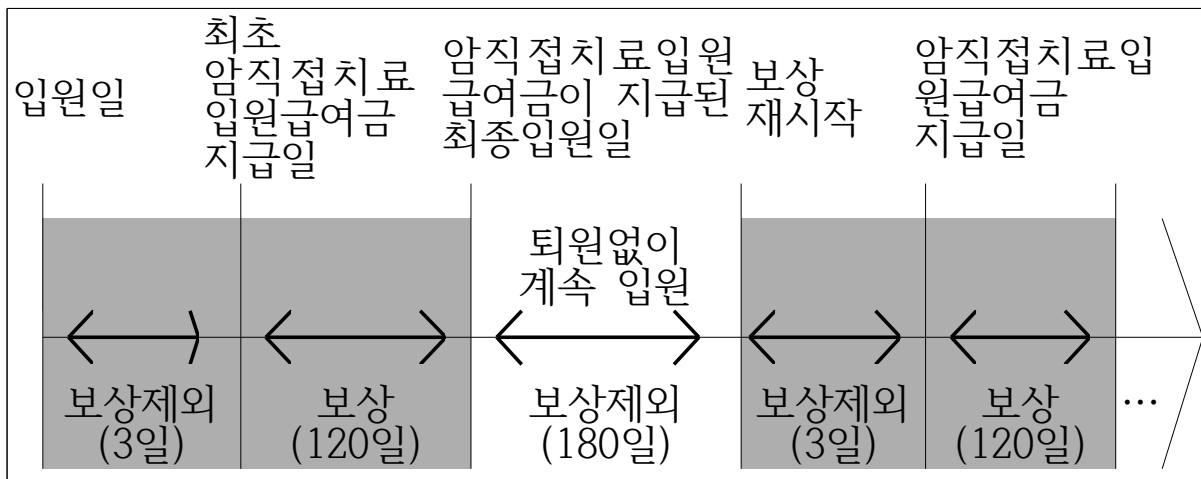 입원일
최초
암직접치료
입원급여금
지급일
암직접치료입원
급여금이 지급된
최종입원일
보상
재시작
암직접치료입
원급여금
지급일
퇴원없이
계속 입원
보상제외
(3일)
보상
(120일)
보상제외
(180일)
보상제외
(3일)
보상
(120일)
…